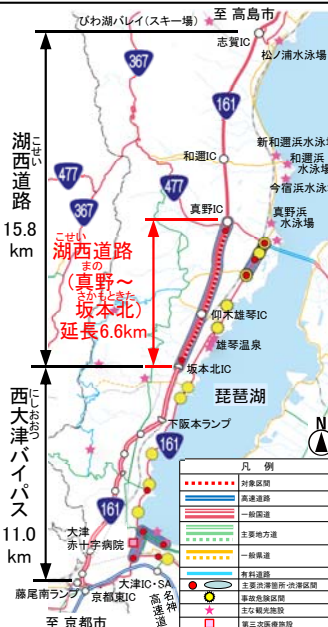 至 高島市
びわ湖バレイ(スキー場)
志賀IC
松ノ浦水泳場
367
161
新和邇浜水泳場
和邇IC
和邇浜
水泳場
477
477
今宿浜水泳場
367
真野浜
水泳場
真野IC
こせい
湖西道路
15.8
km
こせい
湖西道路
まの
(真野～
さかもときた
坂本北)
延長6.6km
仰木雄琴IC
雄琴温泉
坂本北IC
琵琶湖
下阪本ランプ
161
にしおおつ
西大津バイパス
11.0
km
161
大津
赤十字病院
藤尾南ランプ
大津IC・SA
京都東IC
名神
高速道
至 京都市
N
凡 例
対象区間
高速道路
一般国道
主要地方道
一般県道
有料道路
主要渋滞箇所・渋滞区間
事故危険区間
主な観光施設
第三次医療施設